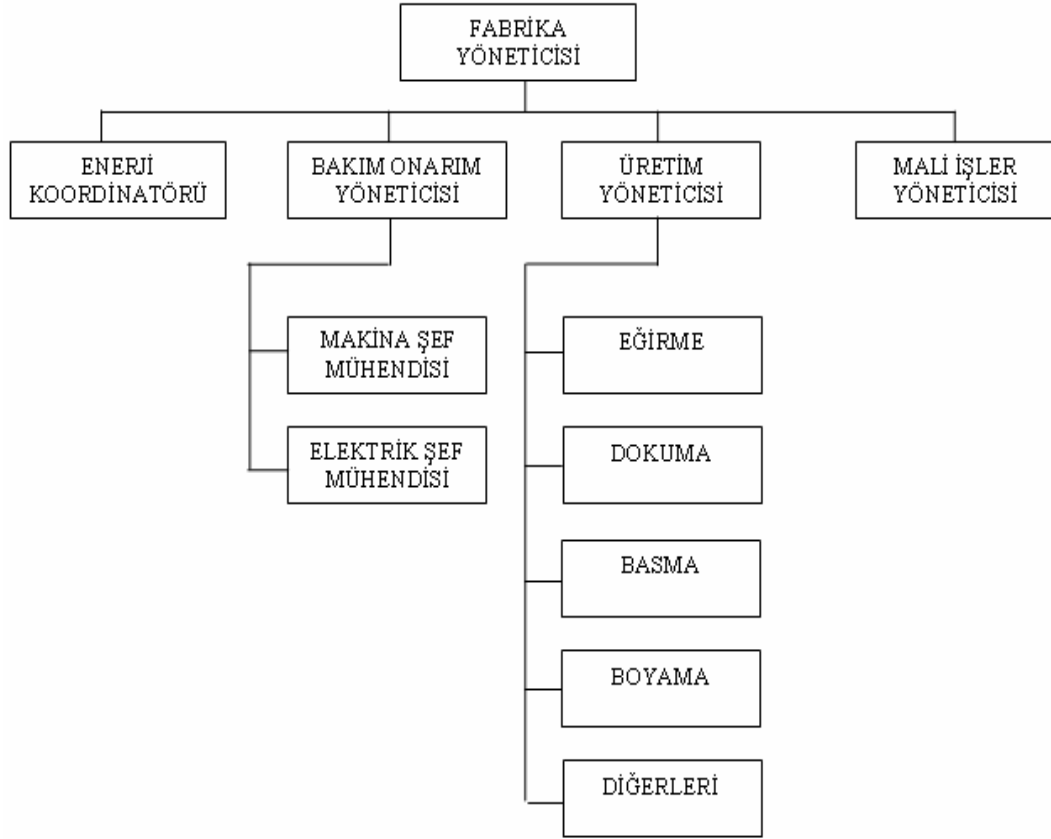 FABRİKA
YÖNETİCİSİ
ENERJİ
KOORDİNATÖRÜ
BAKIM ONARIM
YÖNETİCİSİ
ÜRETİM
YÖNETİCİSİ
MALİ İŞLER
YÖNETİCİSİ
MAKİNA ŞEF
MÜHENDİSİ
ELEKTRİK ŞEF
MÜHENDİSİ
EĞİRME
DOKUMA
BASMA
BOYAMA
DİĞERLERİ